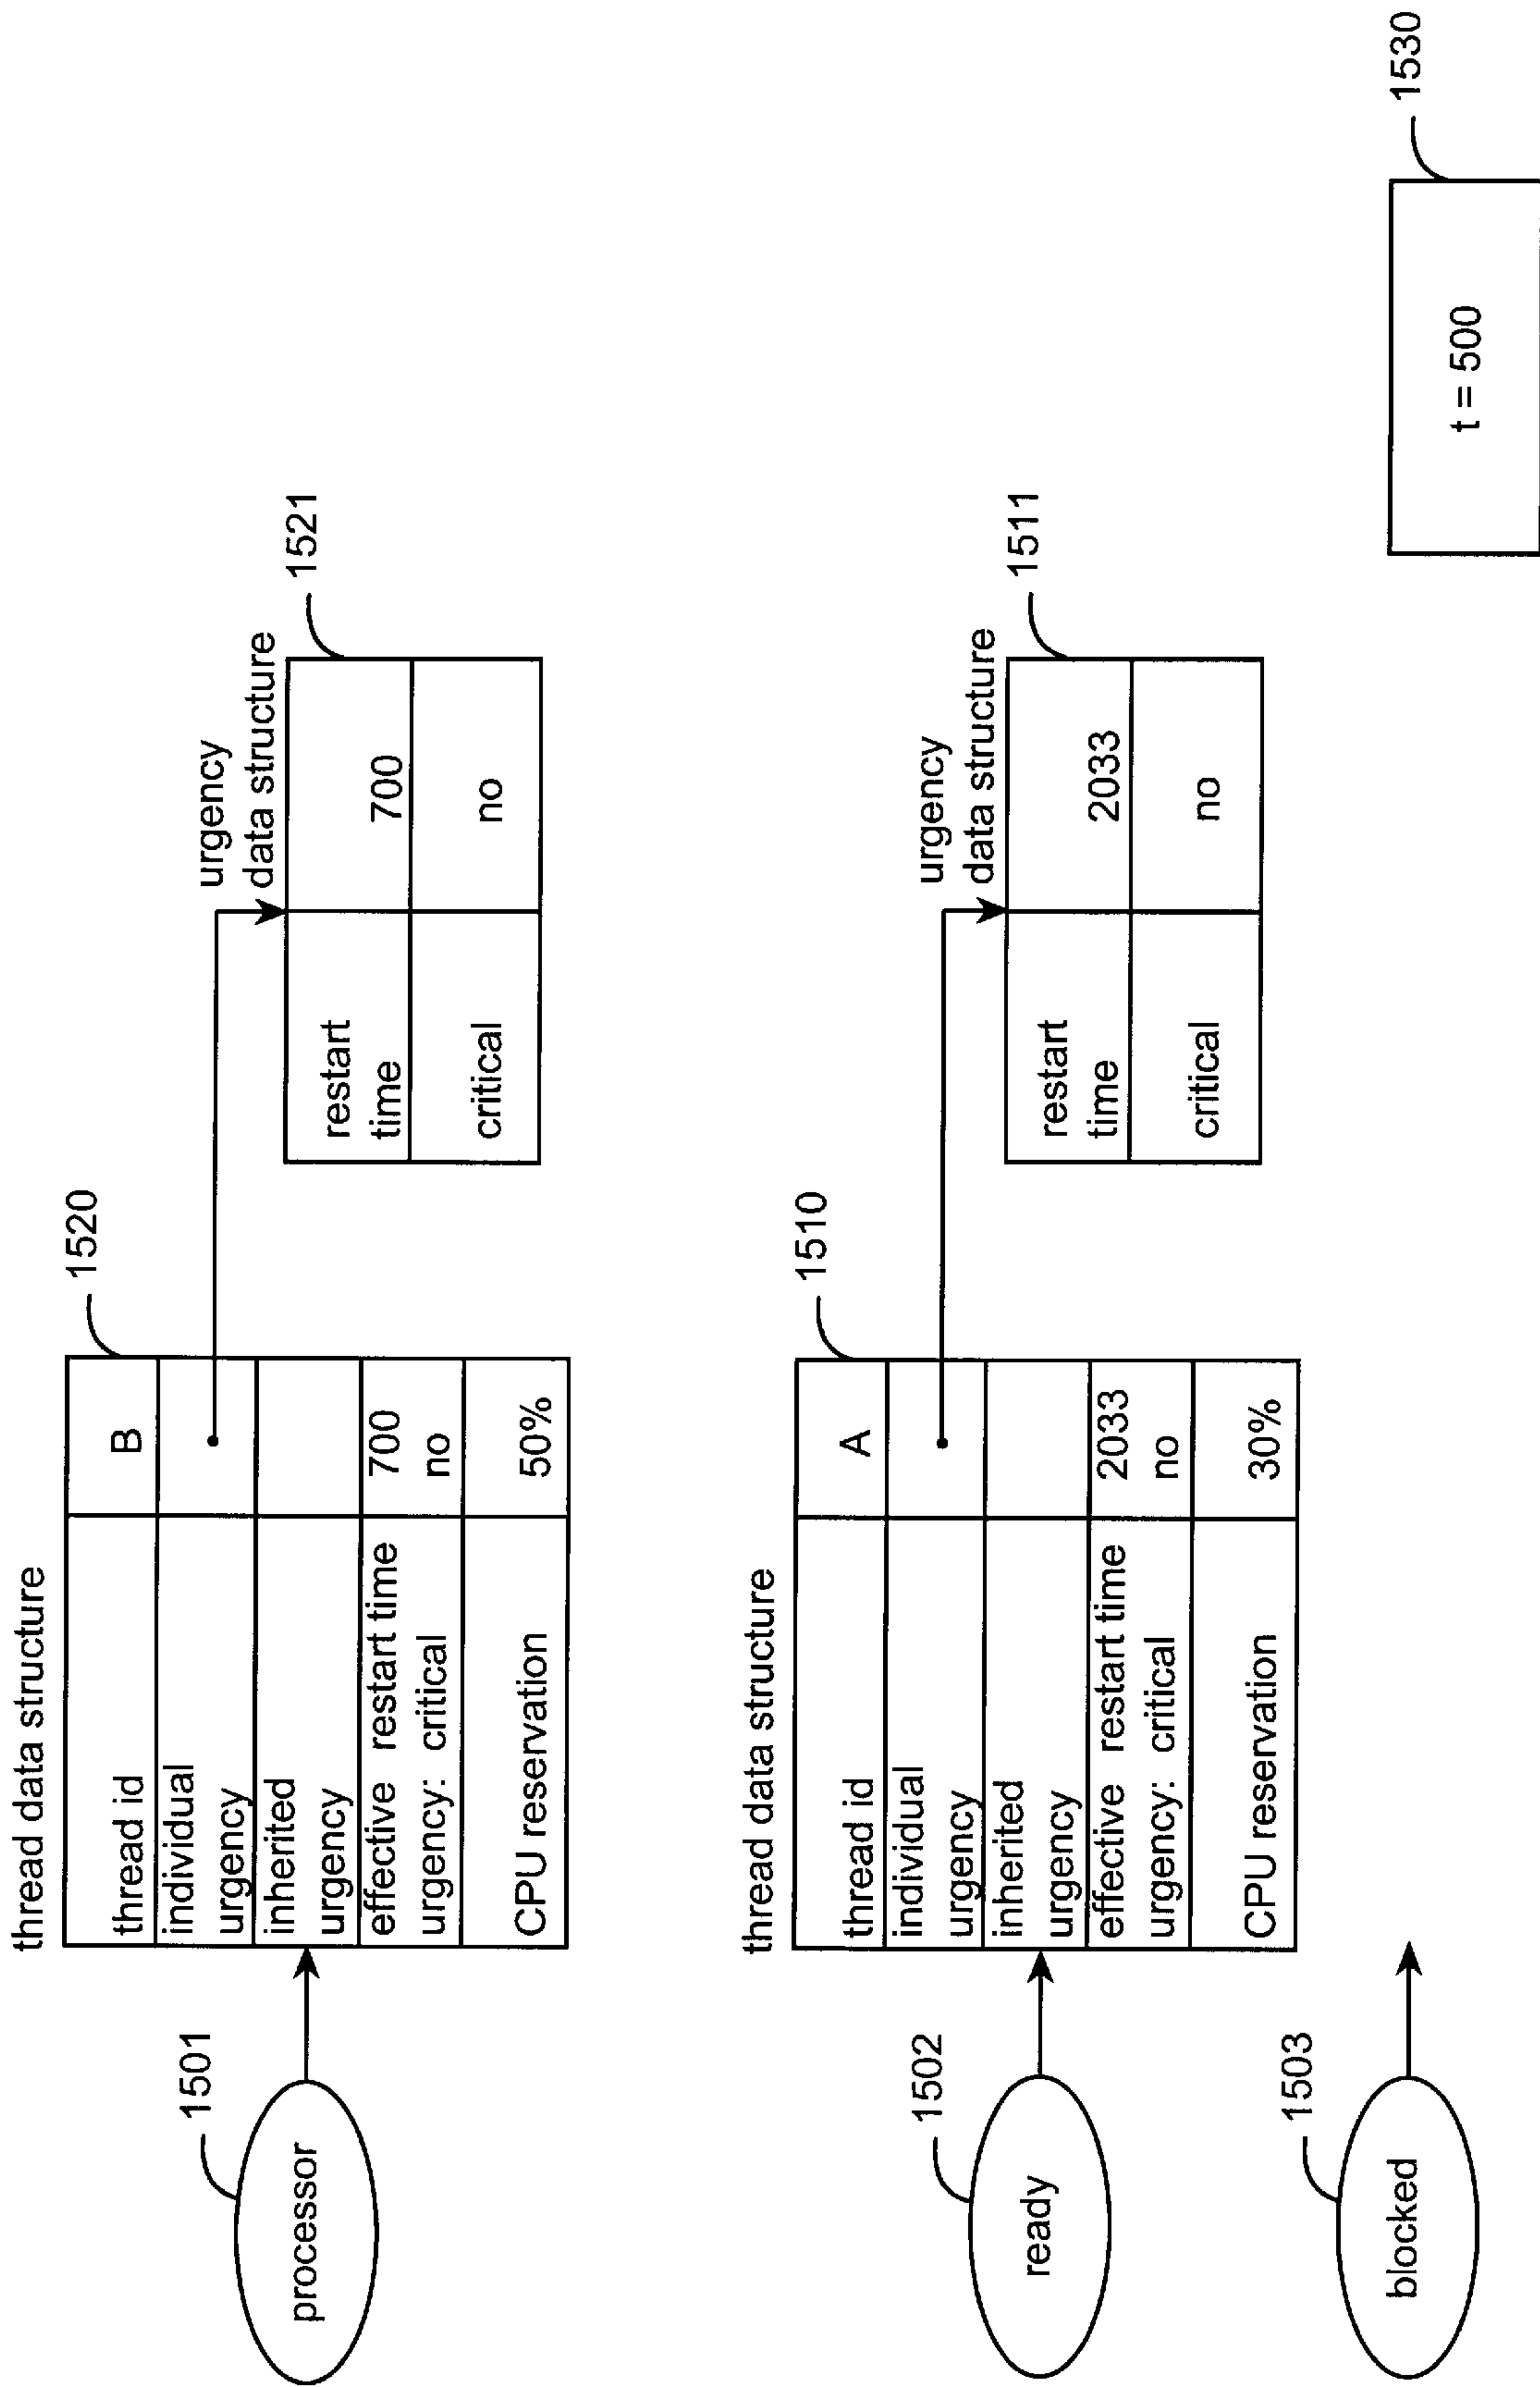 thread data structure
1520
thread id B
individual
urgency
inherited
urgency
effective restart time 700
urgency: critical no
CPU reservation 50%
1501
processor
urgency
data structure
1521
restart
time 700
critical no
thread data structure
1510
thread id A
individual
urgency
inherited
urgency
effective restart time 2033
urgency: critical no
CPU reservation 30%
1502
ready
urgency
data structure
1511
restart
time 2033
critical no
1503
blocked
1530
t = 500